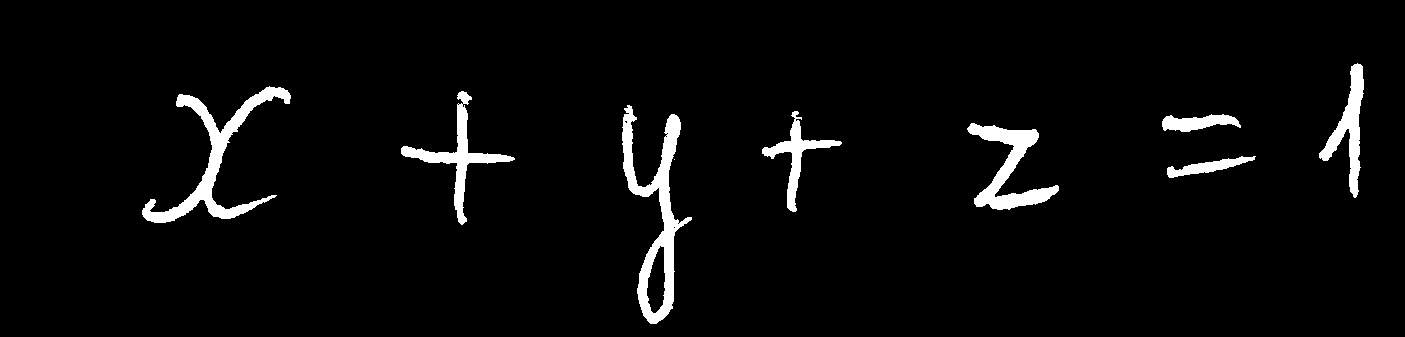 x + y + z = 1